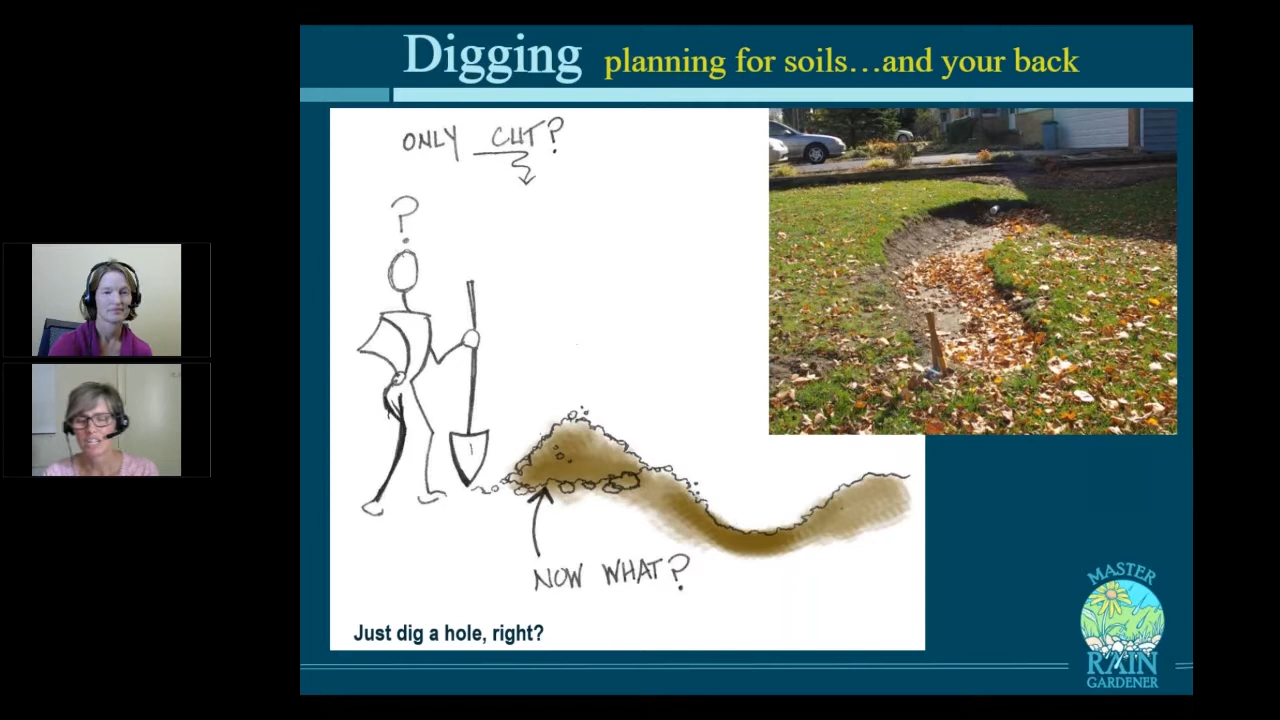 Digging planning for soils...and your back
ONLY CUT?
?
NOW WHAT?
Just dig a hole, right?
MASTER
RAIN
GARDENER